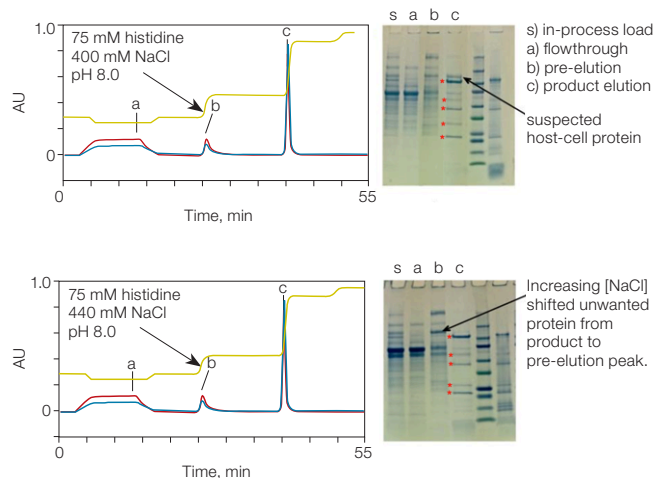 1.0
75 mM histidine
400 mM NaCl
pH 8.0
c
a
b
AU
0
0
55
Time, min
s a b c
*
*
*
*
*
s) in-process load
a) flowthrough
b) pre-elution
c) product elution
suspected
host-cell protein
1.0
75 mM histidine
440 mM NaCl
pH 8.0
c
a
b
AU
0
0
55
Time, min
s a b c
*
*
*
*
*
Increasing [NaCl]
shifted unwanted
protein from
product to
pre-elution peak.